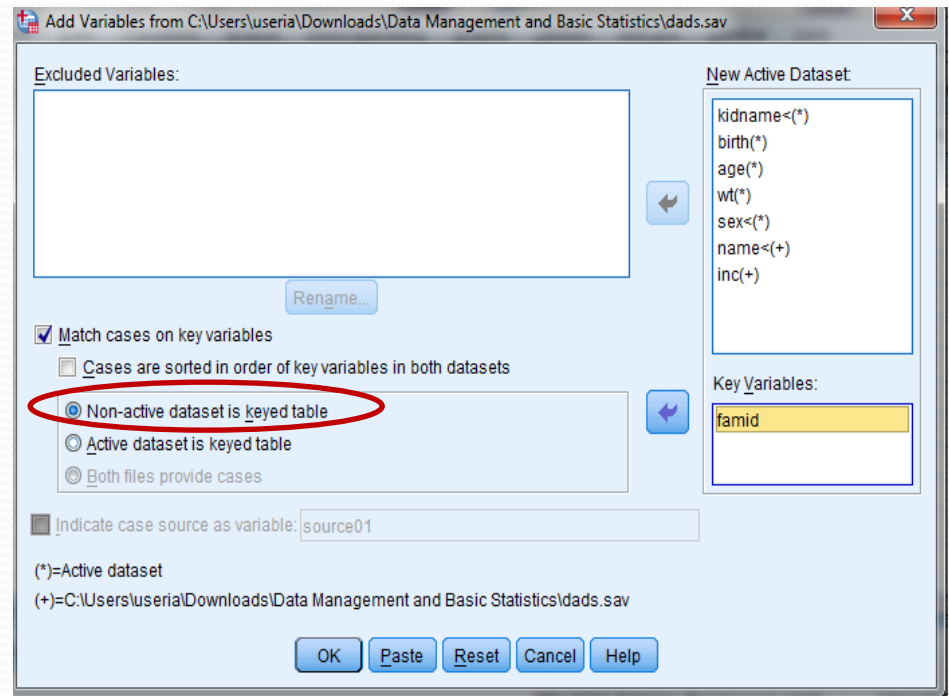 Add Variables from C:\Users\useria\Downloads\Data Management and Basic Statistics\dads.sav
Excluded Variables:
Rename...
Match cases on key variables
Cases are sorted in order of key variables in both datasets
Non-active dataset is keyed table
Active dataset is keyed table
Both files provide cases
Indicate case source as variable: source01
New Active Dataset:
kidname<(*)
birth(*)
age(*)
wt(*)
sex<(*)
name<(+)
inc(+)
Key Variables:
famid
(*)=Active dataset
(+)=C:\Users\useria\Downloads\Data Management and Basic Statistics\dads.sav
OK Paste Reset Cancel Help